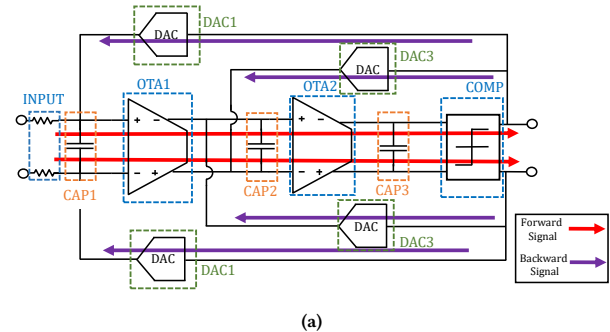 DAC1
DAC
DAC3
DAC
INPUT
OTA1
OTA2
COMP
+
−
+
−
−
+
−
+
CAP1
CAP2
CAP3
DAC3
DAC
DAC1
DAC
Forward
Signal
Backward
Signal
(a)